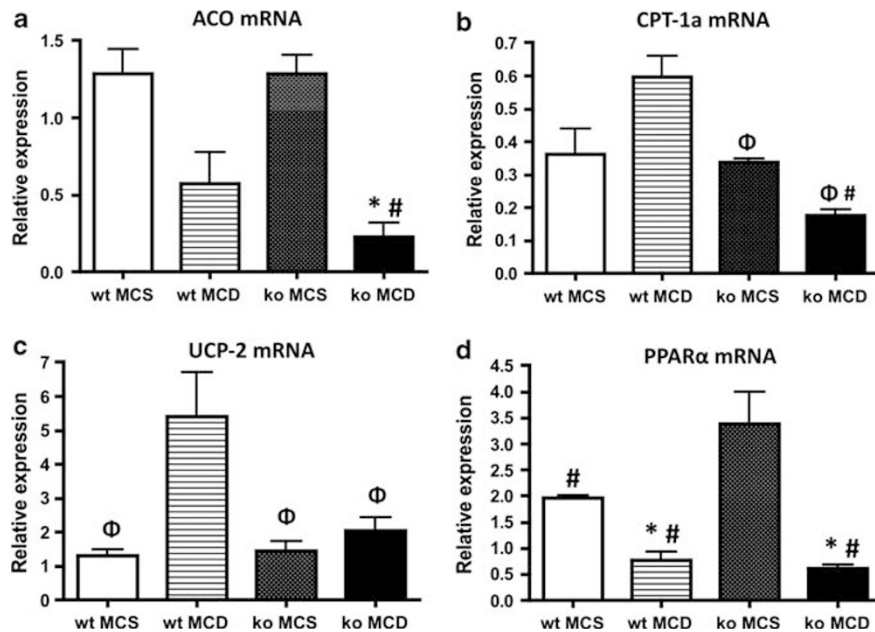 a
ACO mRNA
Relative expression
1.5
1.0
0.5
0.0
* #
wt MCS wt MCD ko MCS ko MCD
b
CPT-1a mRNA
Relative expression
0.7
0.6
0.5
0.4
0.3
0.2
0.1
0.0
Φ
Φ #
wt MCS wt MCD ko MCS ko MCD
c
UCP-2 mRNA
Relative expression
7
6
5
4
3
2
1
0
Φ
Φ
Φ
wt MCS wt MCD ko MCS ko MCD
d
PPARα mRNA
Relative expression
4.5
4.0
3.5
3.0
2.5
2.0
1.5
1.0
0.5
0.0
#
* #
* #
wt MCS wt MCD ko MCS ko MCD